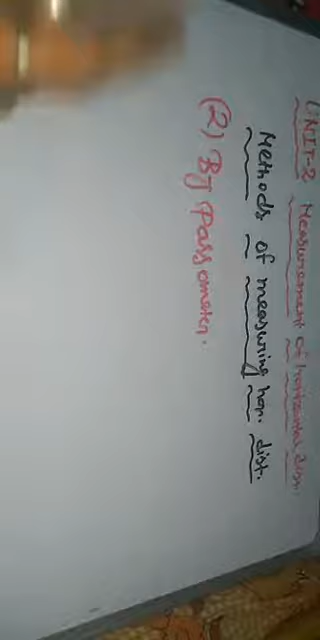 UNIT-2 Measurement of horizontal dist.
Methods of measuring hor. dist.
(2) By Passometer.